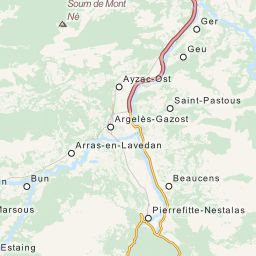 Soum de Mont
Né
Ger
Geu
Ayzac-Ost
Saint-Pastous
Argelès-Gazost
Arras-en-Lavedan
Bun
Beaucens
Marsous
Pierrefitte-Nestalas
Estaing